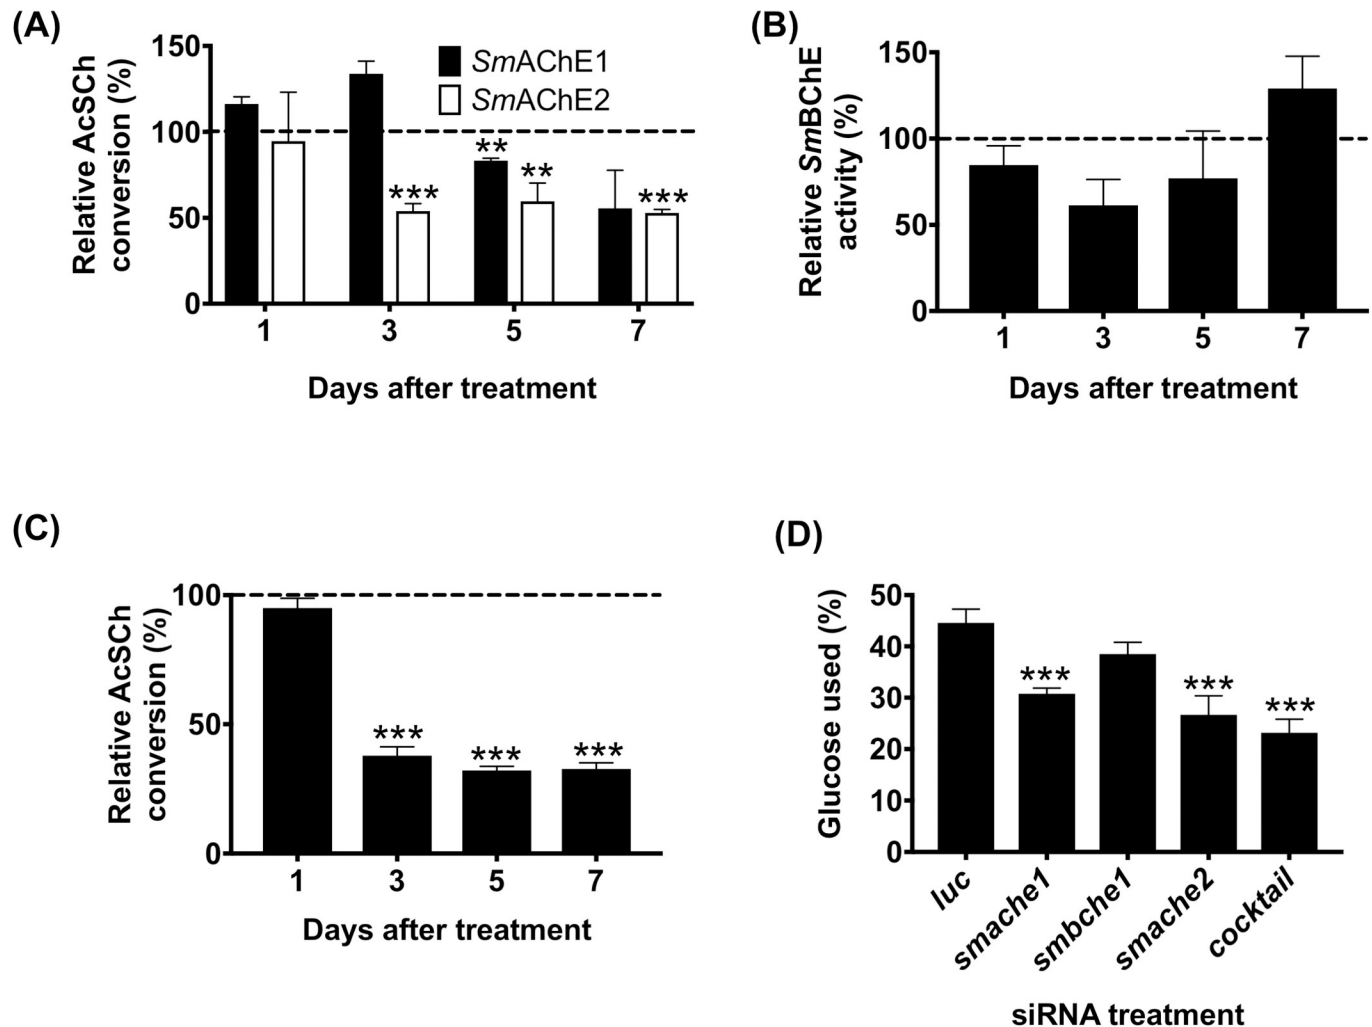 (A)
Relative AcSCh
conversion (%)
150
100
50
0
SmAChE1
SmAChE2
***
**
**
***
1 3 5 7
Days after treatment
(B)
Relative SmBChE
activity (%)
150
100
50
0
1 3 5 7
Days after treatment
(C)
Relative AcSCh
conversion (%)
100
50
0
*** *** ***
1 3 5 7
Days after treatment
(D)
Glucose used (%)
50
40
30
20
10
0
*** *** ***
luc
smache1
smbche1
smache2
cocktail
siRNA treatment